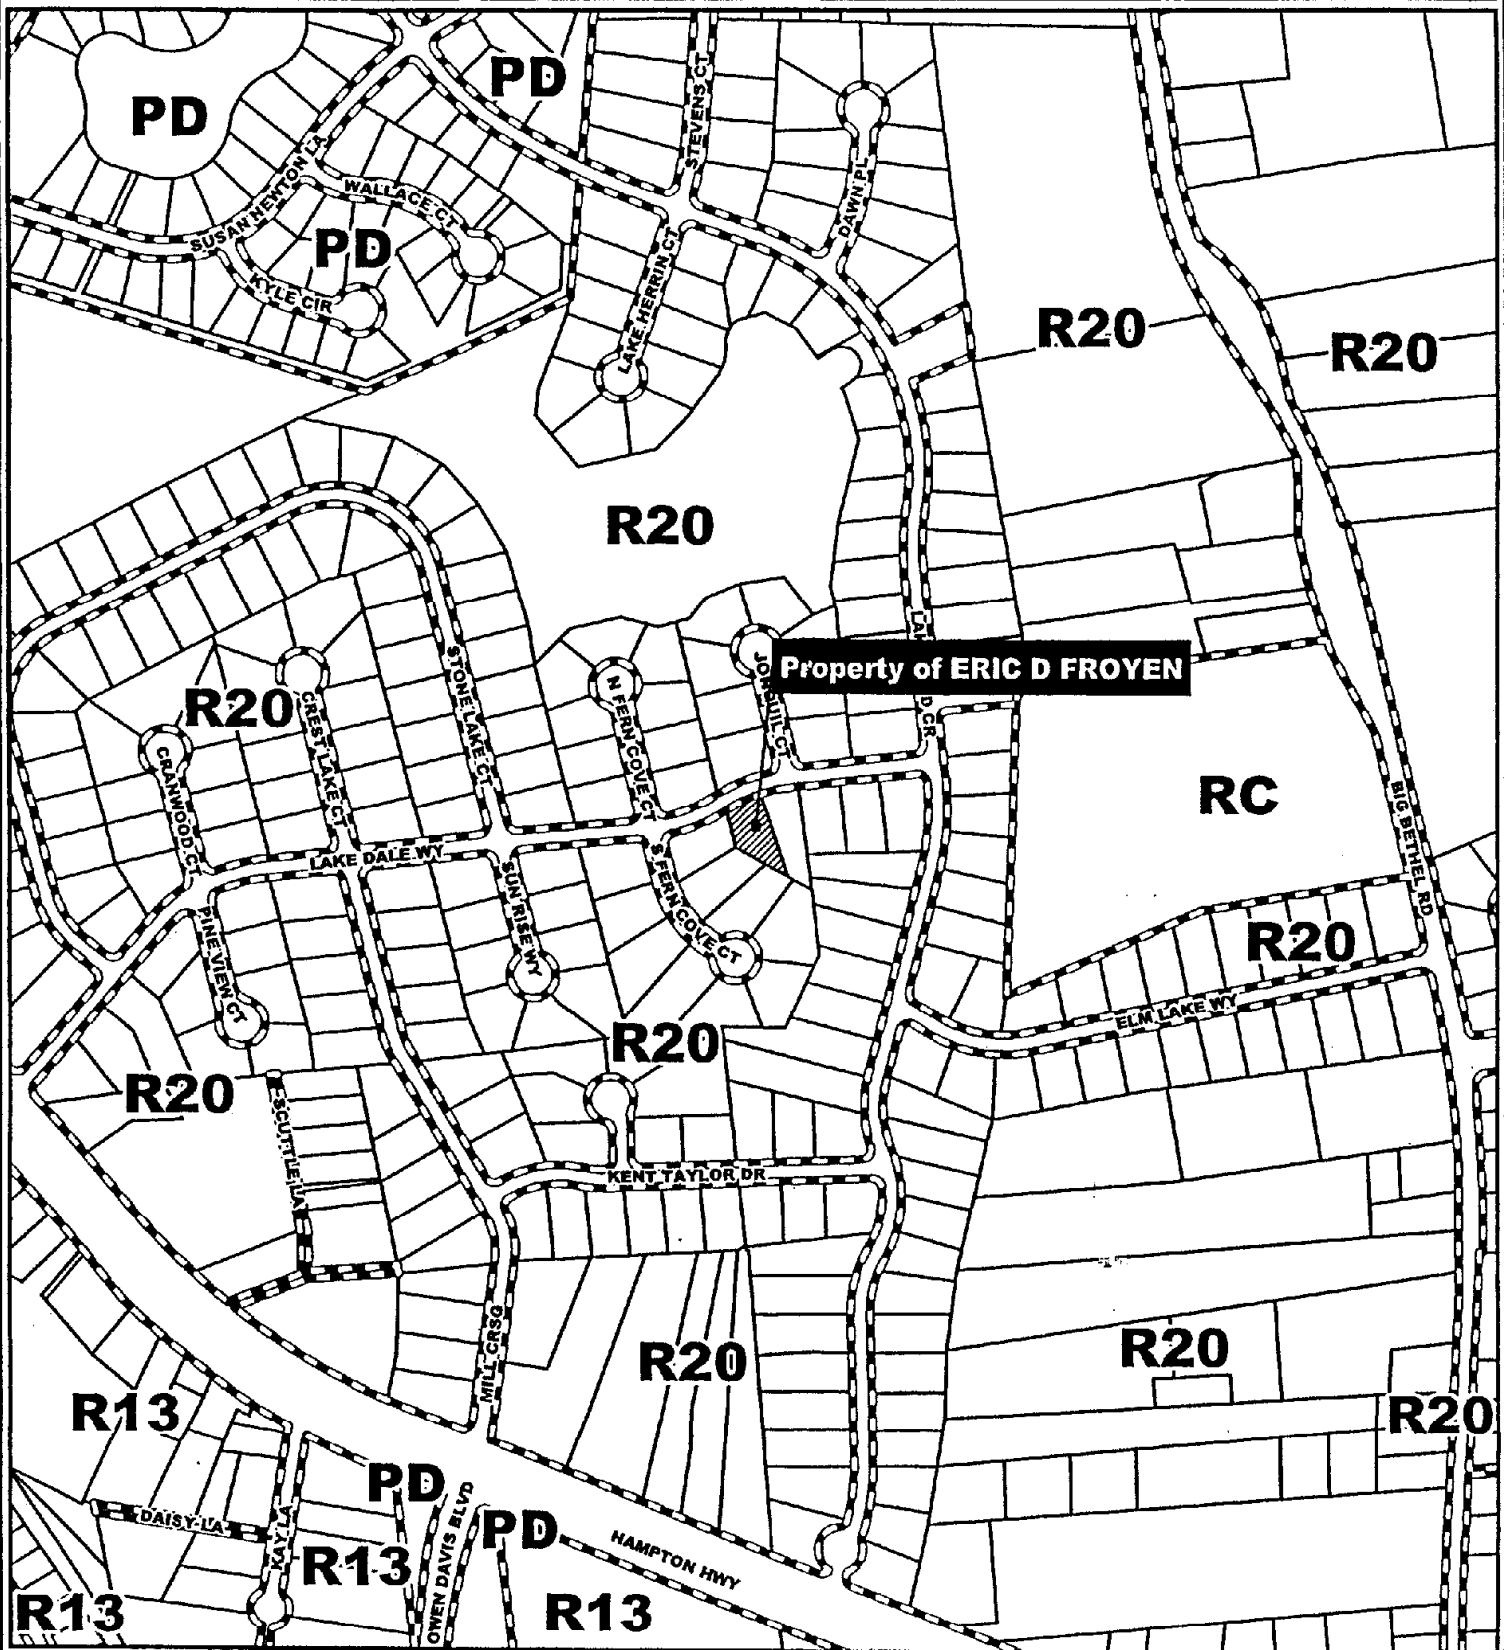 PD
PD
STEVENS CT
DAWN PL
SUSAN NEWTON LA
WALLACE CT
PD
KYLE CIR
LAKE HERRIN CT
R20
R20
R20
STONE LAKE CT
N FERN COVE CT
JONQUIL CT
Property of ERIC D FROYEN
R20
CREST LAKE CT
CRANWOOD CT
D CR
RC
BIG BETHEL RD
LAKE DALE WY
SUN RISE WY
S FERN COVE CT
PINE VIEW CT
R20
ELM LAKE WY
R20
R20
SCUTTLE LA
KENT TAYLOR DR
MILL CRSG
R20
R20
R13
R20
PD
DAISY LA
KAY LA
OWEN DAVIS BLVD
PD
HAMPTON HWY
R13
R13
R13